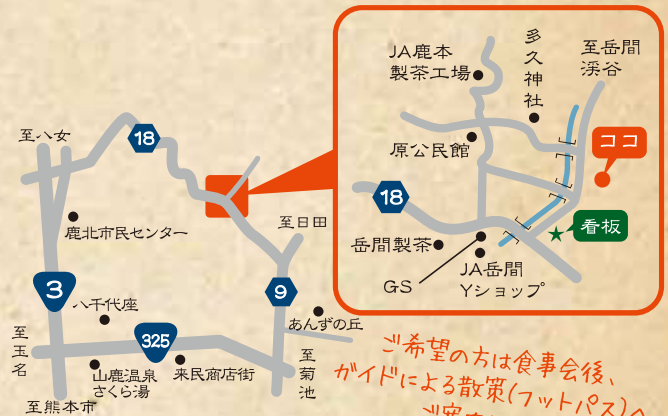 至八女
18
鹿北市民センター
至日田
3
八千代座
9
あんずの丘
至玉名
325
山鹿温泉
さくら湯
来民商店街
至菊池
至熊本市
JA鹿本
製茶工場
多久神社
至岳間
渓谷
原公民館
ココ
18
岳間製茶
看板
GS
JA岳間
Yショップ
ご希望の方は食事会後、
ガイドによる散策(フットパス)へ